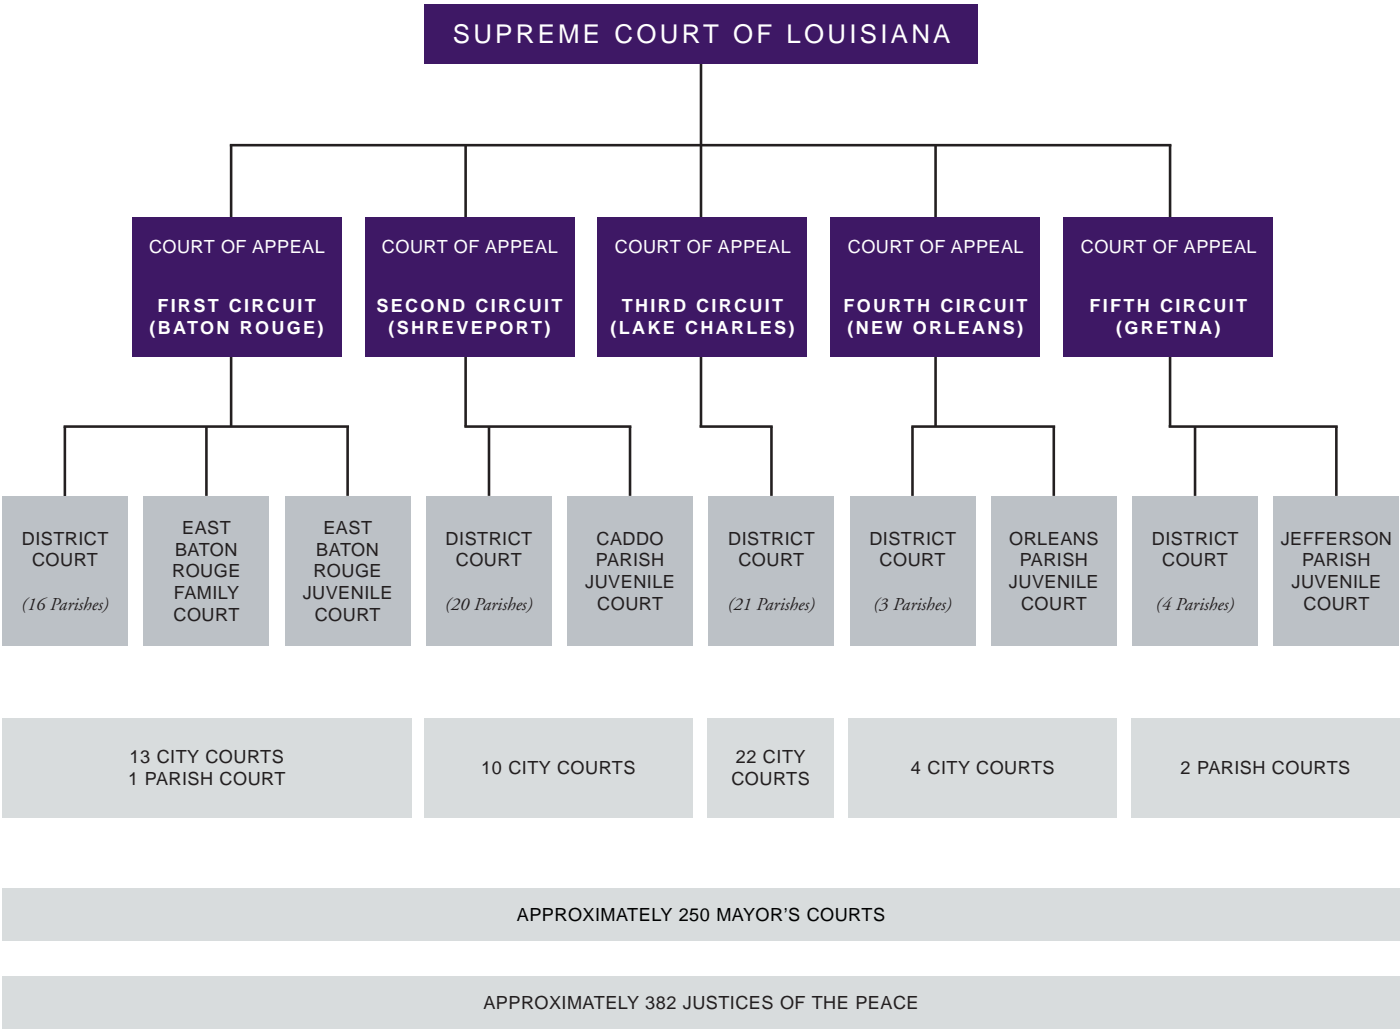 SUPREME COURT OF LOUISIANA
COURT OF APPEAL
FIRST CIRCUIT
(BATON ROUGE)
COURT OF APPEAL
SECOND CIRCUIT
(SHREVEPORT)
COURT OF APPEAL
THIRD CIRCUIT
(LAKE CHARLES)
COURT OF APPEAL
FOURTH CIRCUIT
(NEW ORLEANS)
COURT OF APPEAL
FIFTH CIRCUIT
(GRETNA)
DISTRICT
COURT
(16 Parishes)
EAST
BATON
ROUGE
FAMILY
COURT
EAST
BATON
ROUGE
JUVENILE
COURT
DISTRICT
COURT
(20 Parishes)
CADDO
PARISH
JUVENILE
COURT
DISTRICT
COURT
(21 Parishes)
DISTRICT
COURT
(3 Parishes)
ORLEANS
PARISH
JUVENILE
COURT
DISTRICT
COURT
(4 Parishes)
JEFFERSON
PARISH
JUVENILE
COURT
13 CITY COURTS
1 PARISH COURT
10 CITY COURTS
22 CITY
COURTS
4 CITY COURTS
2 PARISH COURTS
APPROXIMATELY 250 MAYOR’S COURTS
APPROXIMATELY 382 JUSTICES OF THE PEACE